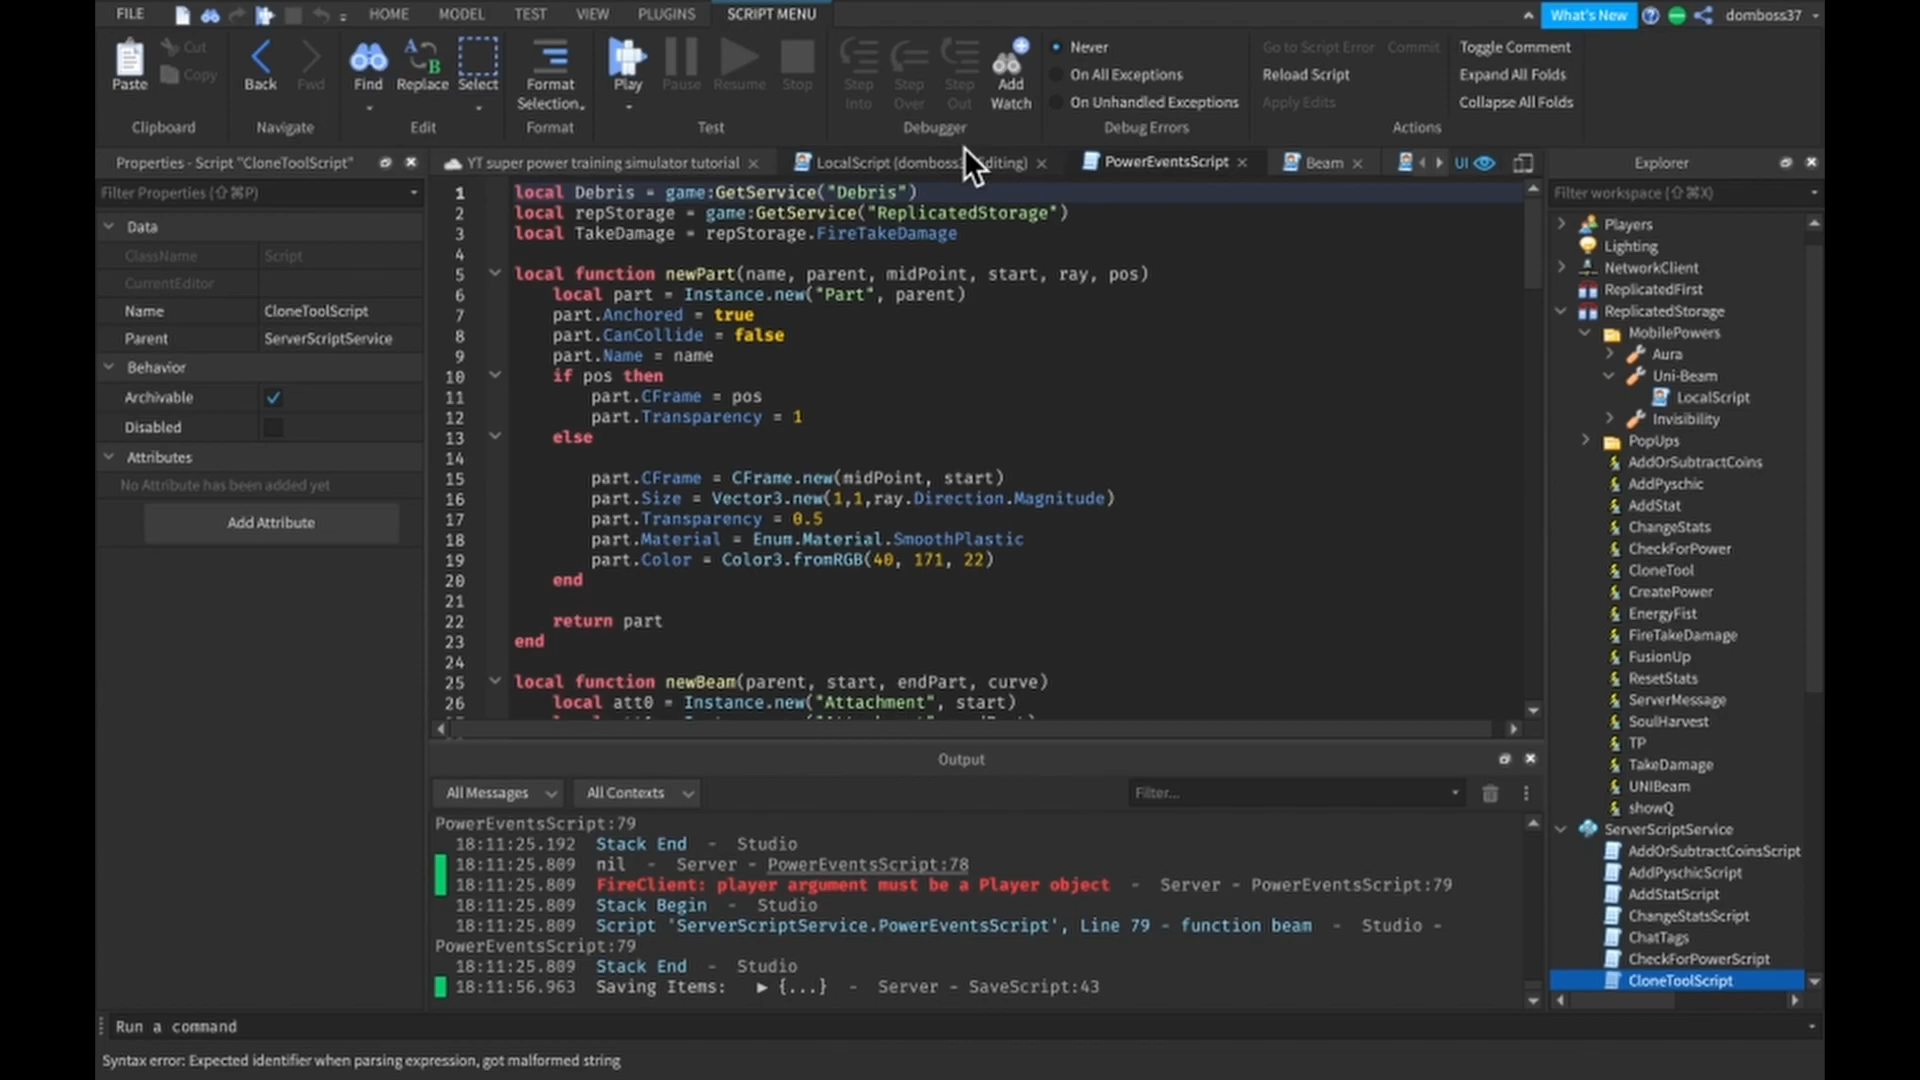 FILE HOME MODEL TEST VIEW PLUGINS SCRIPT MENU What's New domboss37
Paste Cut Copy Back Fwd Find Replace Select Format Selection Play Pause Resume Stop Step Into Step Over Step Out Add Watch
Never
On All Exceptions
On Unhandled Exceptions
Go to Script Error Commit
Reload Script
Apply Edits
Toggle Comment
Expand All Folds
Collapse All Folds
Clipboard Navigate Edit Format Test Debugger Debug Errors Actions
Properties - Script "CloneToolScript"
Filter Properties (⇧⌘P)
Data
ClassName Script
CurrentEditor
Name CloneToolScript
Parent ServerScriptService
Behavior
Archivable
Disabled
Attributes
No Attribute has been added yet
Add Attribute
YT super power training simulator tutorial LocalScript (domboss diting) PowerEventsScript Beam UI
1 local Debris = game:GetService("Debris")
2 local repStorage = game:GetService("ReplicatedStorage")
3 local TakeDamage = repStorage.FireTakeDamage
4
5 local function newPart(name, parent, midPoint, start, ray, pos)
6 local part = Instance.new("Part", parent)
7 part.Anchored = true
8 part.CanCollide = false
9 part.Name = name
10 if pos then
11 part.CFrame = pos
12 part.Transparency = 1
13 else
14
15 part.CFrame = CFrame.new(midPoint, start)
16 part.Size = Vector3.new(1,1,ray.Direction.Magnitude)
17 part.Transparency = 0.5
18 part.Material = Enum.Material.SmoothPlastic
19 part.Color = Color3.fromRGB(40, 171, 22)
20 end
21
22 return part
23 end
24
25 local function newBeam(parent, start, endPart, curve)
26 local att0 = Instance.new("Attachment", start)
Output
All Messages All Contexts Filter...
PowerEventsScript:79
18:11:25.192 Stack End - Studio
18:11:25.809 nil - Server - PowerEventsScript:78
18:11:25.809 FireClient: player argument must be a Player object - Server - PowerEventsScript:79
18:11:25.809 Stack Begin - Studio
18:11:25.809 Script 'ServerScriptService.PowerEventsScript', Line 79 - function beam - Studio -
PowerEventsScript:79
18:11:25.809 Stack End - Studio
18:11:56.963 Saving Items: ▶ {...} - Server - SaveScript:43
Explorer
Filter workspace (⇧⌘X)
Players
Lighting
NetworkClient
ReplicatedFirst
ReplicatedStorage
MobilePowers
Aura
Uni-Beam
LocalScript
Invisibility
PopUps
AddOrSubtractCoins
AddPyschic
AddStat
ChangeStats
CheckForPower
CloneTool
CreatePower
EnergyFist
FireTakeDamage
FusionUp
ResetStats
ServerMessage
SoulHarvest
TP
TakeDamage
UNIBeam
showQ
ServerScriptService
AddOrSubtractCoinsScript
AddPyschicScript
AddStatScript
ChangeStatsScript
ChatTags
CheckForPowerScript
CloneToolScript
Run a command
Syntax error: Expected identifier when parsing expression, got malformed string